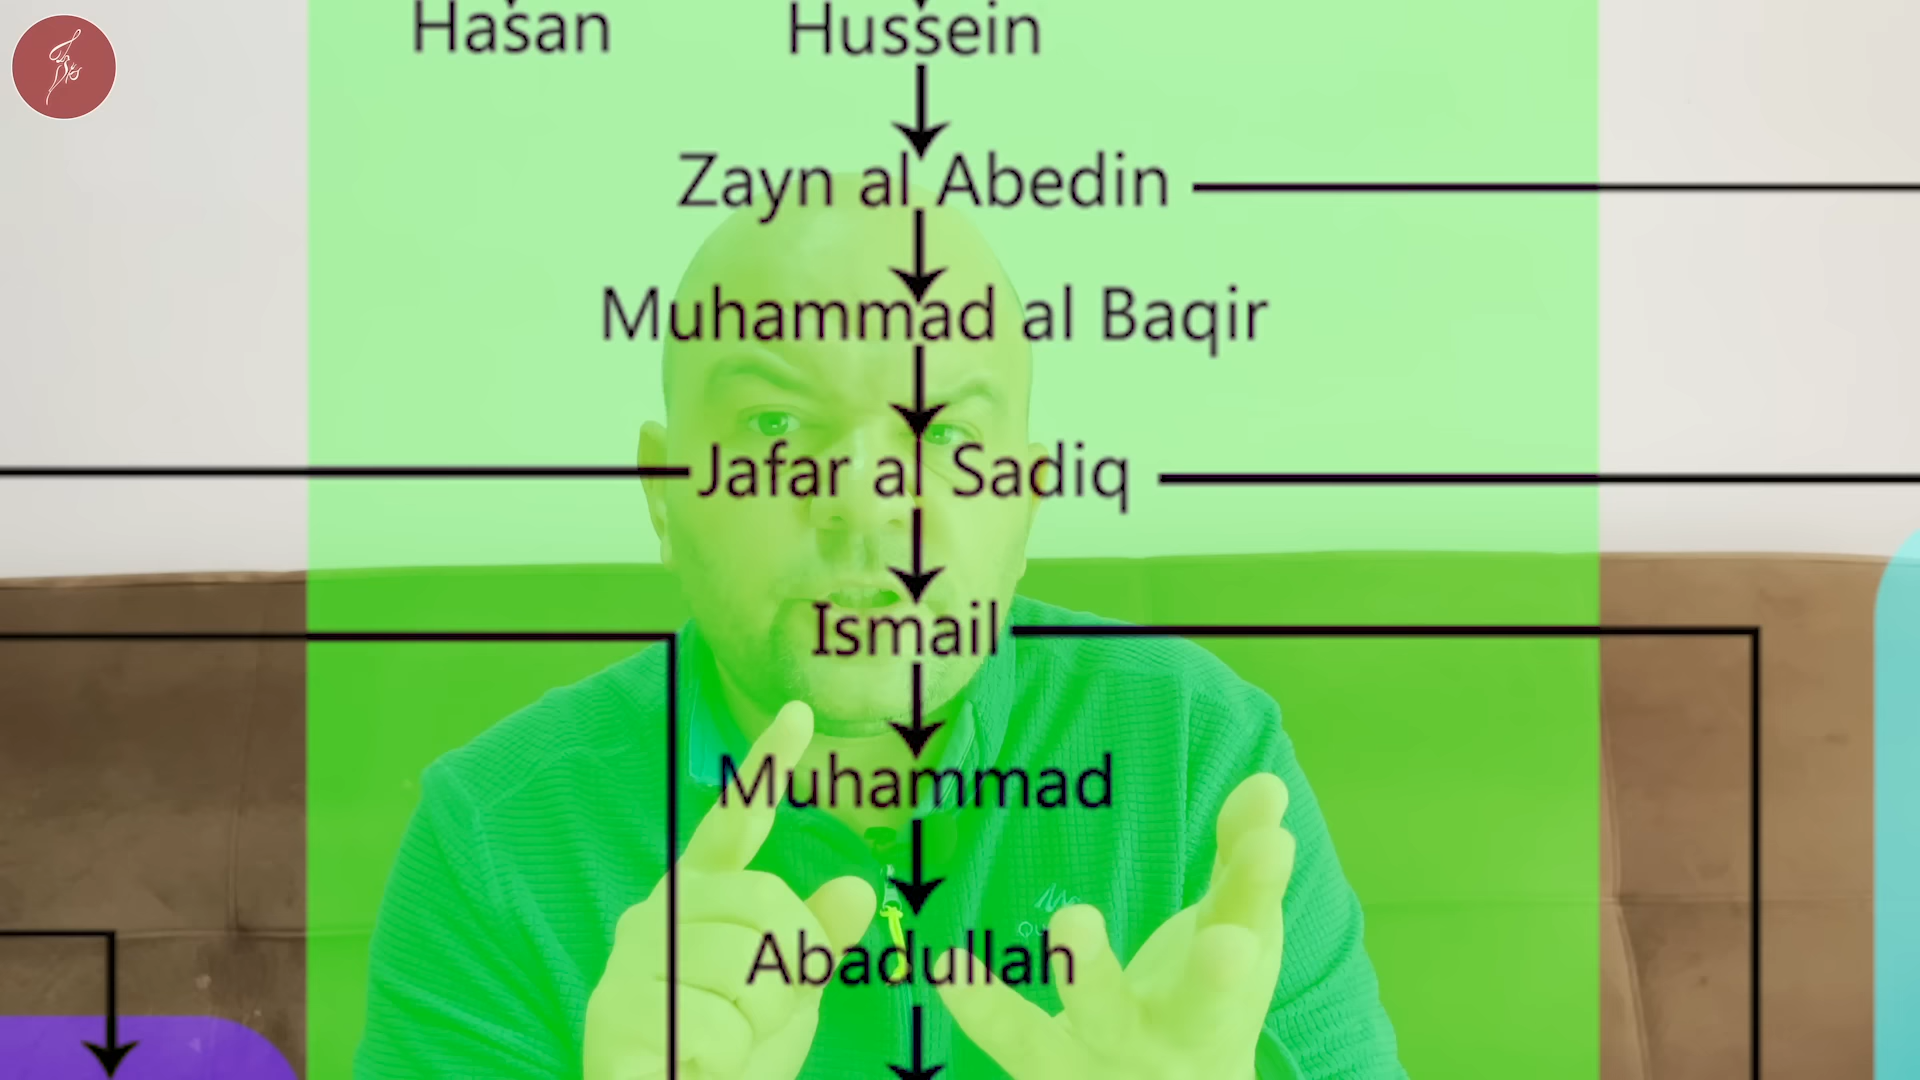 Hasan Hussein
Zayn al Abedin
Muhammad al Baqir
Jafar al Sadiq
Ismail
Muhammad
Abadullah